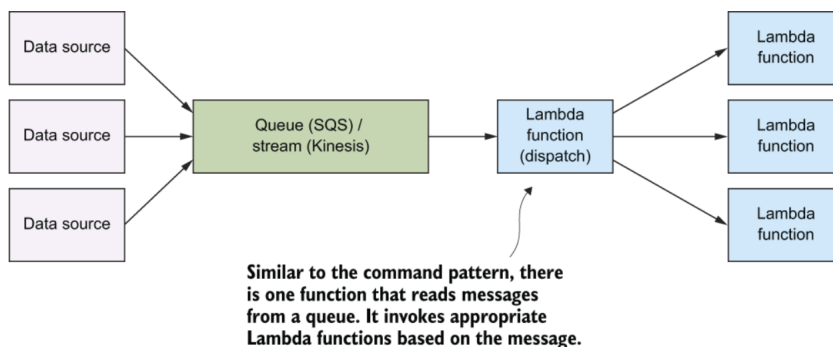 Data source
Data source
Data source
Queue (SQS) /
stream (Kinesis)
Lambda
function
(dispatch)
Lambda
function
Lambda
function
Lambda
function
Similar to the command pattern, there
is one function that reads messages
from a queue. It invokes appropriate
Lambda functions based on the message.